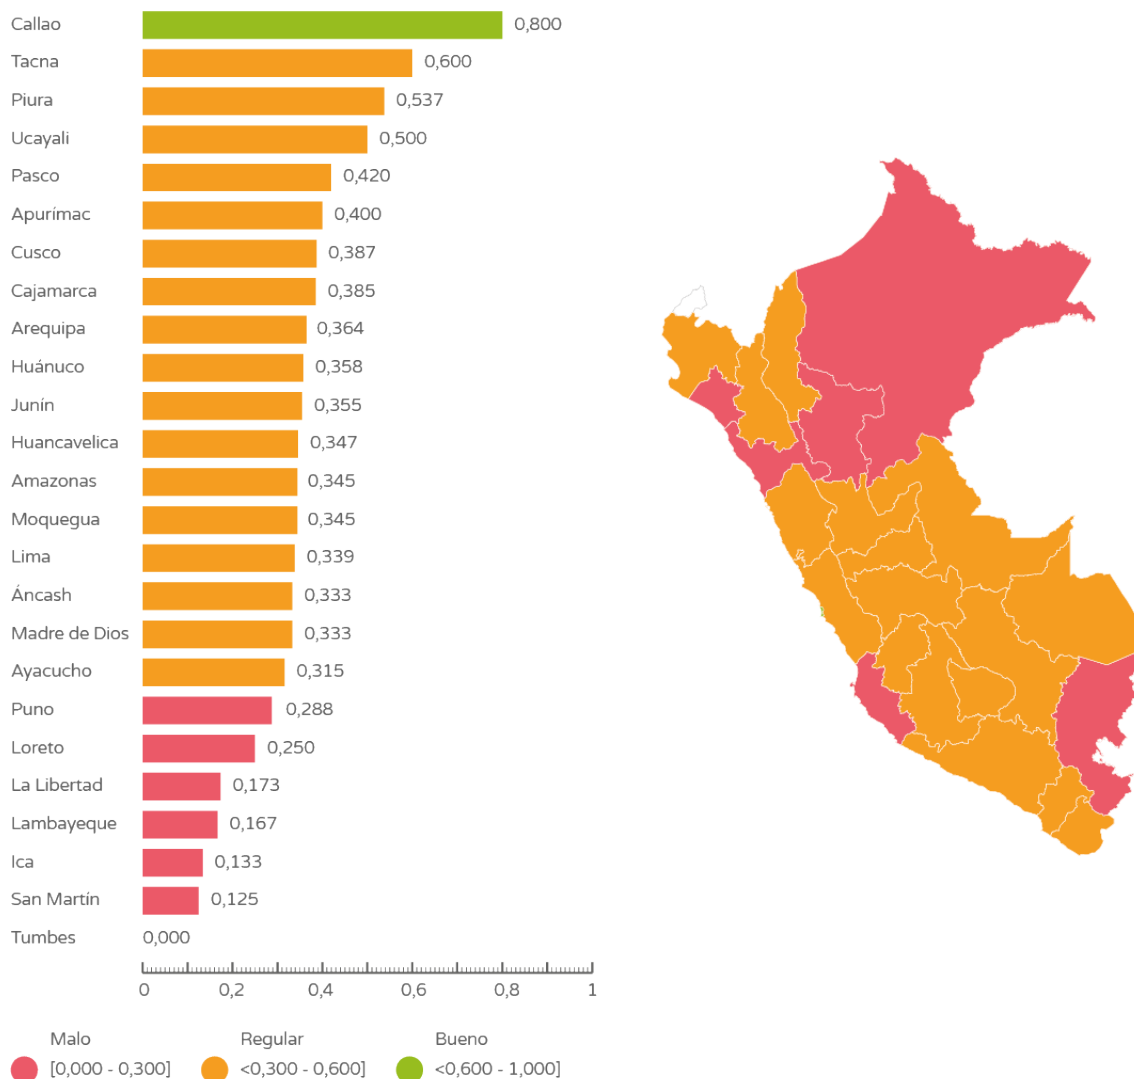 Callao 0,800
Tacna 0,600
Piura 0,537
Ucayali 0,500
Pasco 0,420
Apurímac 0,400
Cusco 0,387
Cajamarca 0,385
Arequipa 0,364
Huánuco 0,358
Junín 0,355
Huancavelica 0,347
Amazonas 0,345
Moquegua 0,345
Lima 0,339
Áncash 0,333
Madre de Dios 0,333
Ayacucho 0,315
Puno 0,288
Loreto 0,250
La Libertad 0,173
Lambayeque 0,167
Ica 0,133
San Martín 0,125
Tumbes 0,000
0 0,2 0,4 0,6 0,8 1
Malo Regular Bueno
[0,000 - 0,300] <0,300 - 0,600] <0,600 - 1,000]